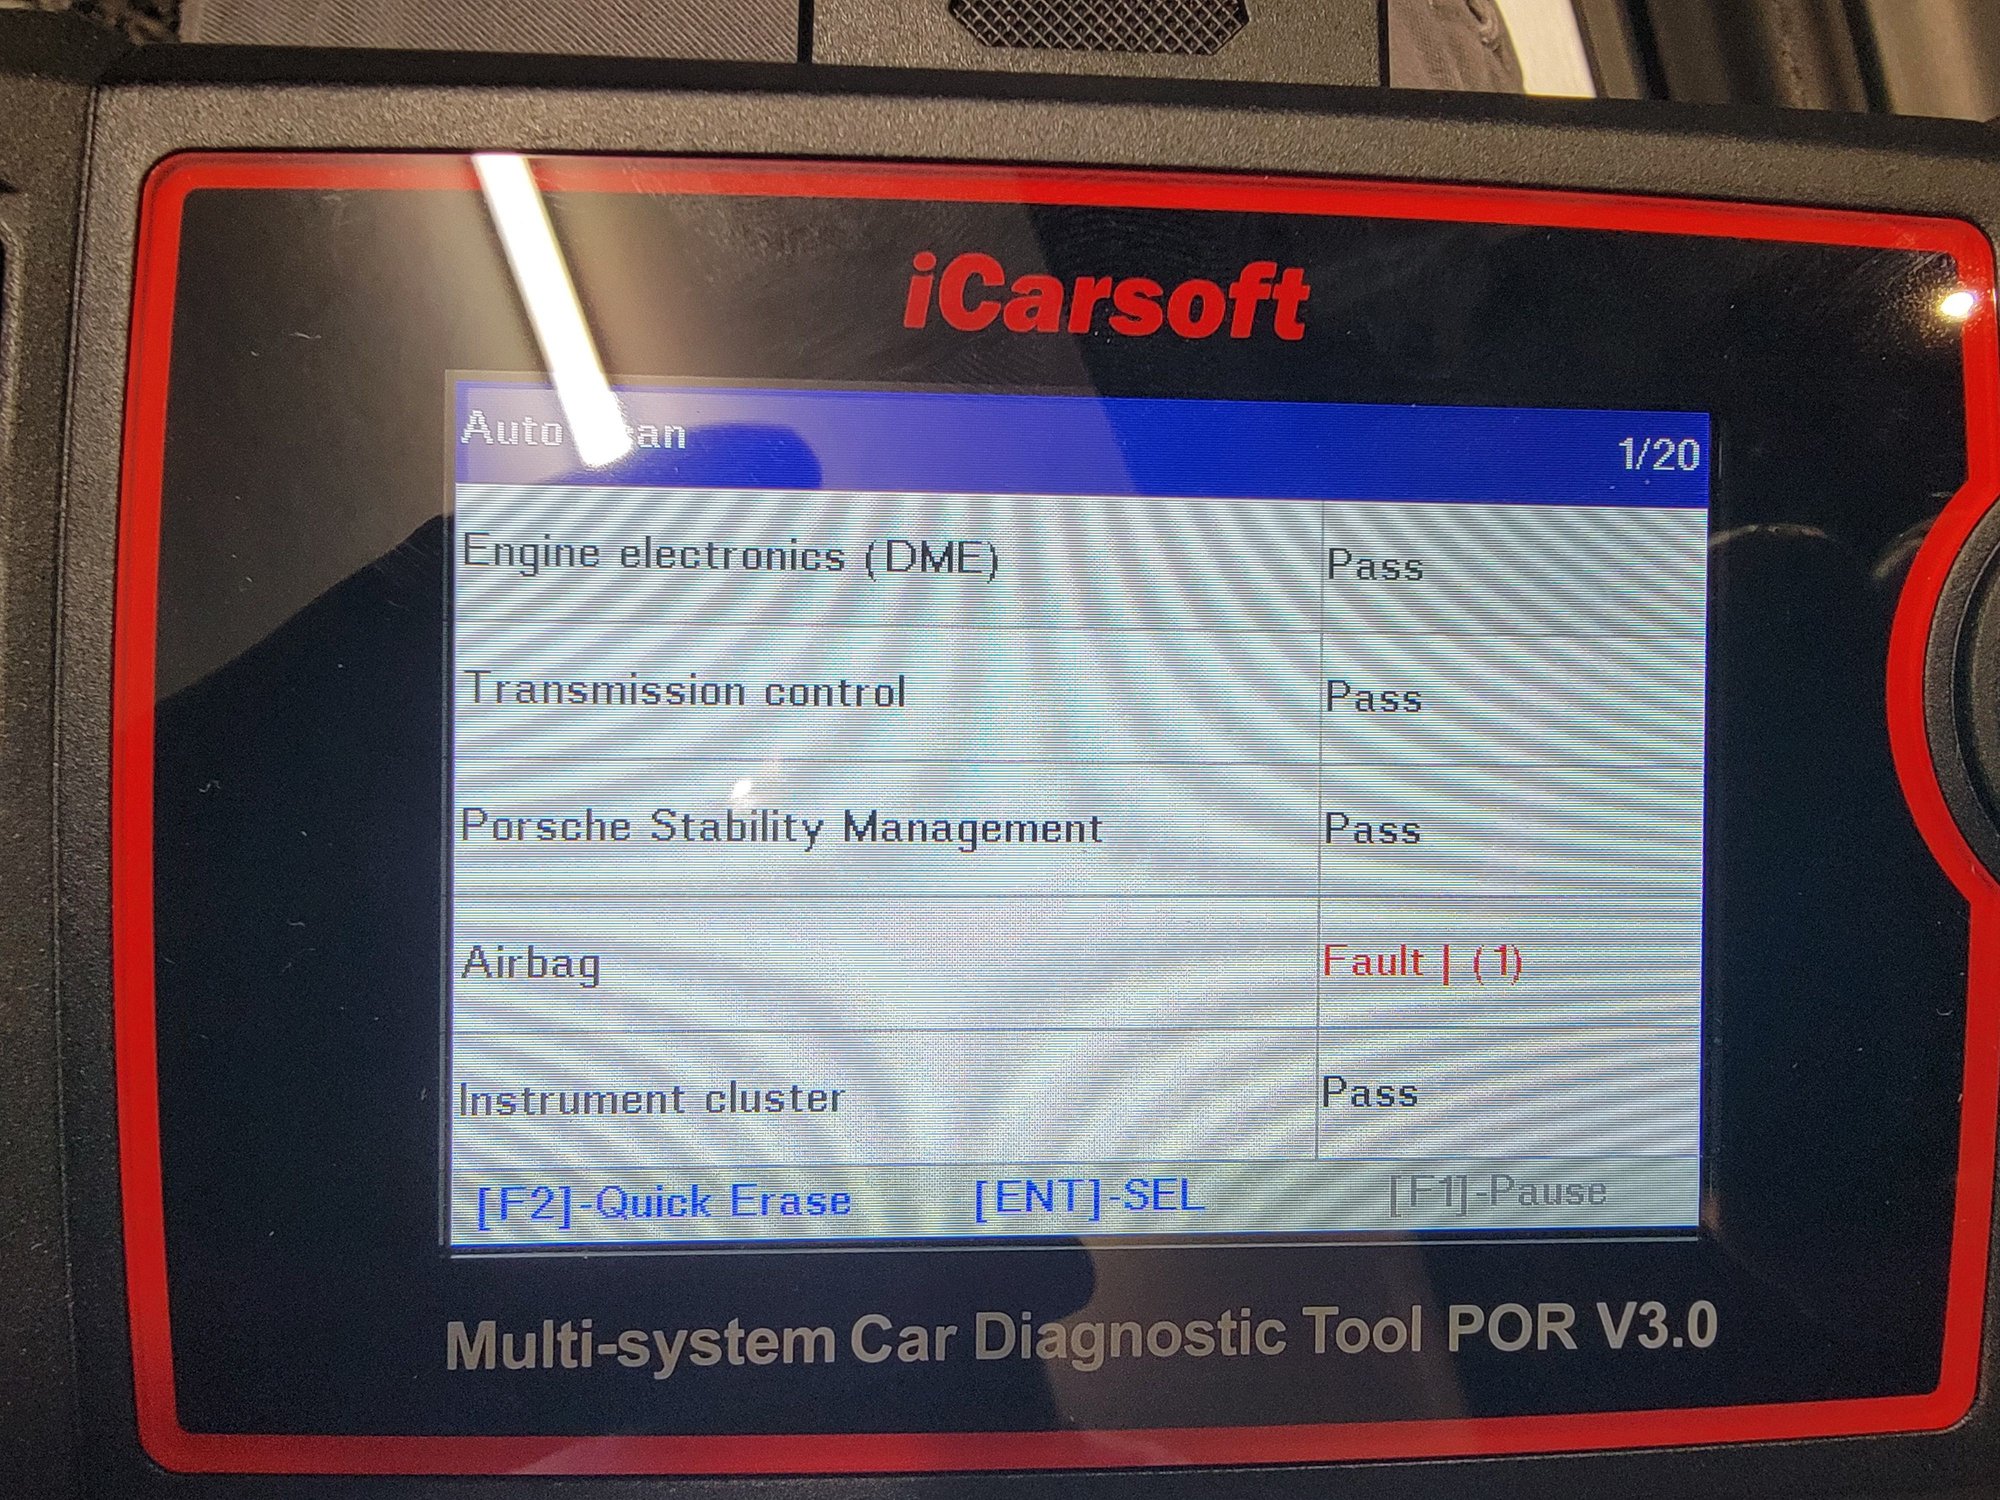 iCarsoft
Auto an 1/20
Engine electronics (DME) Pass
Transmission control Pass
Porsche Stability Management Pass
Airbag Fault | (1)
Instrument cluster Pass
[F2]-Quick Erase [ENT]-SEL [F1]-Pause
Multi-system Car Diagnostic Tool POR V3.0